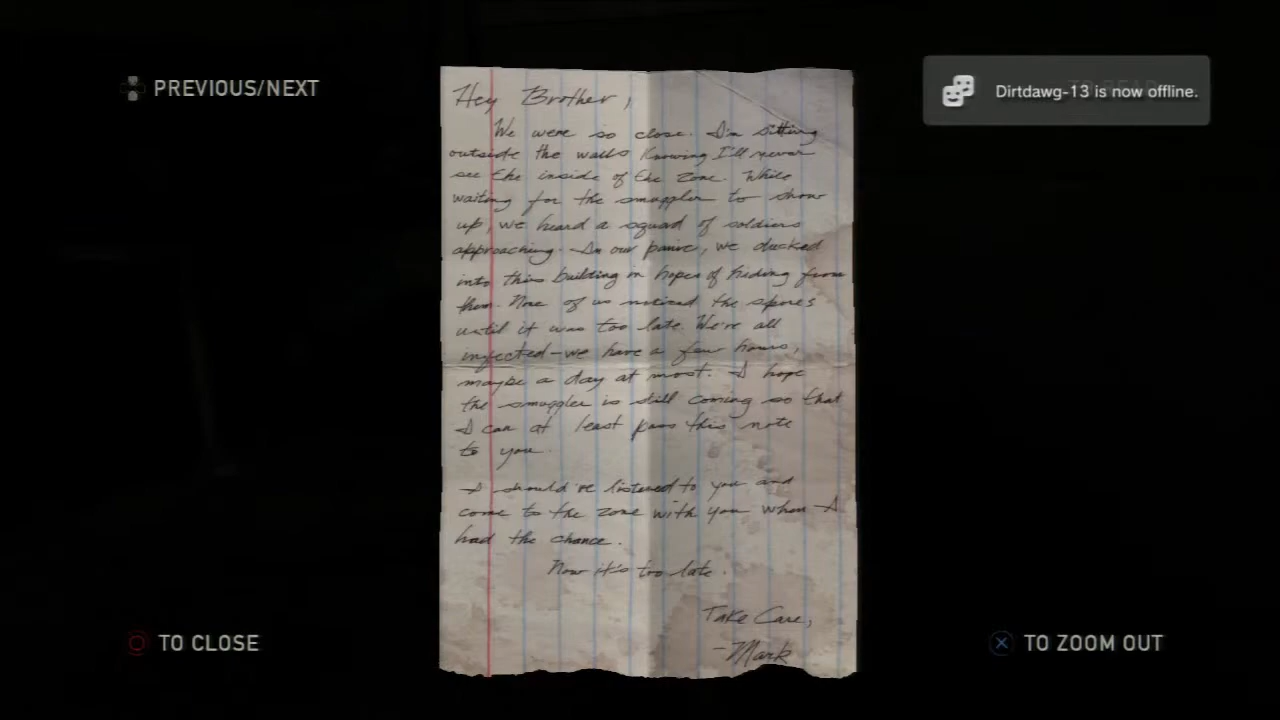 PREVIOUS/NEXT
Dirtdawg-13 is now offline.
Hey Brother,
We were so close. I'm sitting
outside the walls knowing I'll never
see the inside of the zone. While
waiting for the smuggler to show
up, we heard a squad of soldiers
approaching. In our panic, we ducked
into this building in hopes of hiding from
them. None of us noticed the spores
until it was too late. We're all
infected-we have a few hours,
maybe a day at most. I hope
the smuggler is still coming so that
I can at least pass this note
to you.
I should've listened to you and
come to the zone with you when I
had the chance.
Now it's too late.
Take Care,
-Mark
TO CLOSE
TO ZOOM OUT